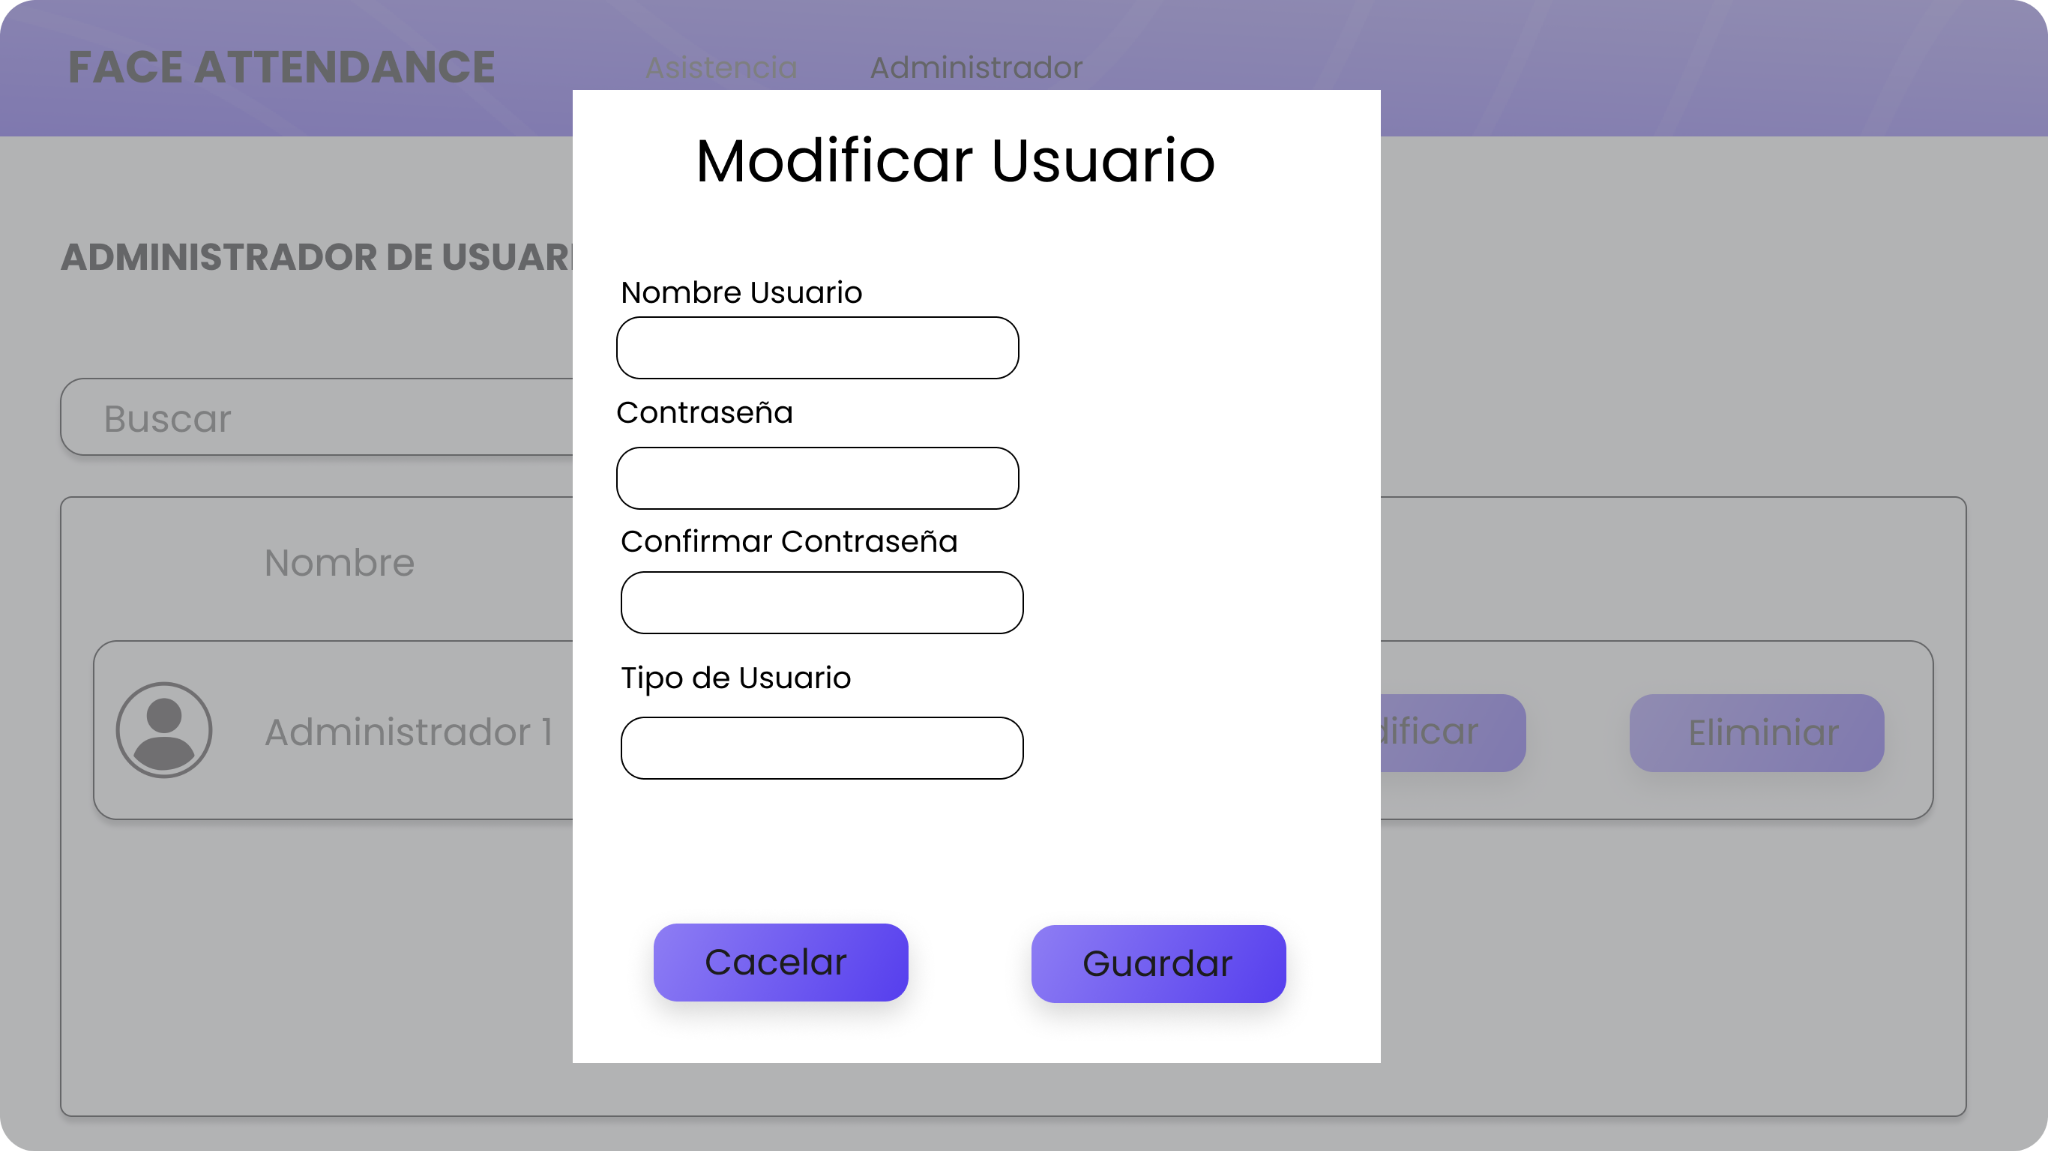 FACE ATTENDANCE
Asistencia
Administrador
Modificar Usuario
ADMINISTRADOR DE USUARI
Nombre Usuario
Buscar
Contraseña
Confirmar Contraseña
Nombre
Tipo de Usuario
Administrador 1
dificar
Eliminiar
Cacelar
Guardar